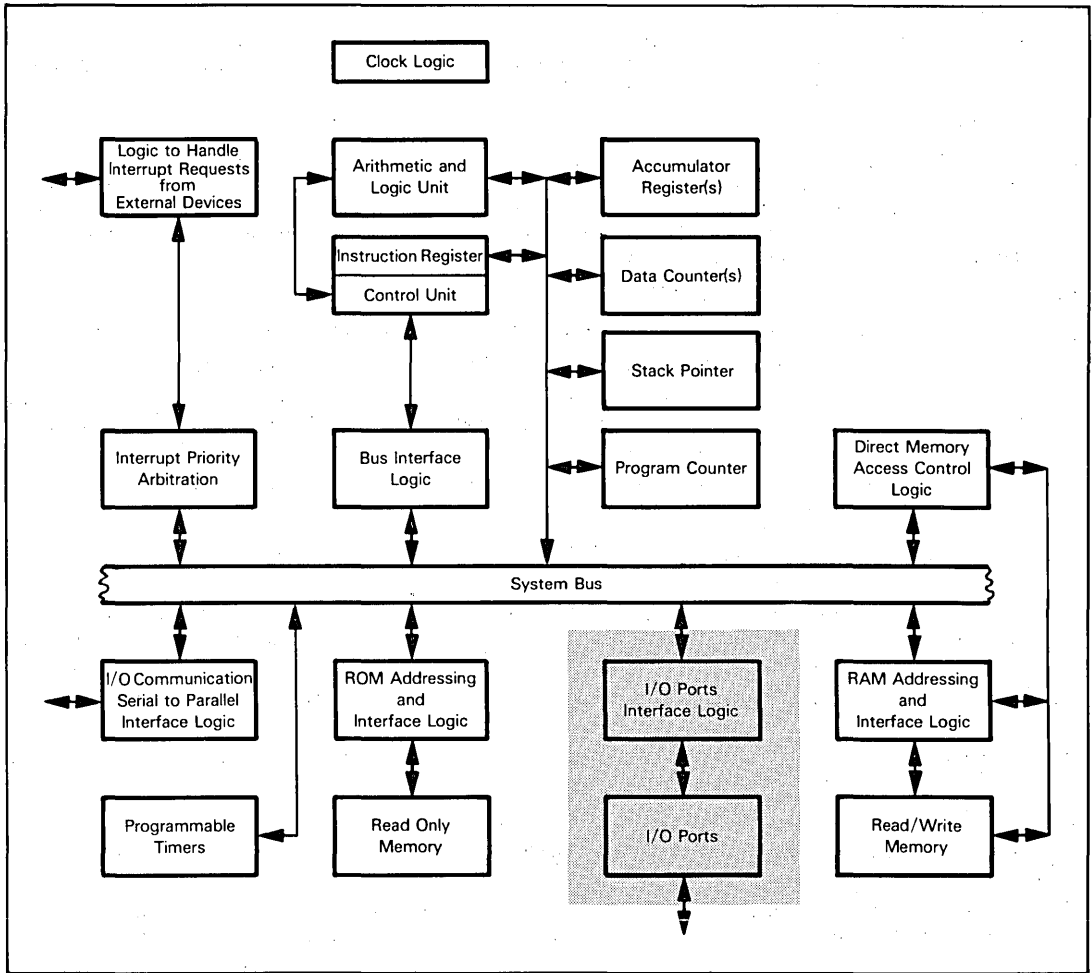 Clock Logic
Logic to Handle
Interrupt Requests
from
External Devices
Arithmetic and
Logic Unit
Accumulator
Register(s)
Instruction Register
Control Unit
Data Counter(s)
Stack Pointer
Interrupt Priority
Arbitration
Bus Interface
Logic
Program Counter
Direct Memory
Access Control
Logic
System Bus
I/O Communication
Serial to Parallel
Interface Logic
ROM Addressing
and
Interface Logic
I/O Ports
Interface Logic
RAM Addressing
and
Interface Logic
Programmable
Timers
Read Only
Memory
I/O Ports
Read/Write
Memory